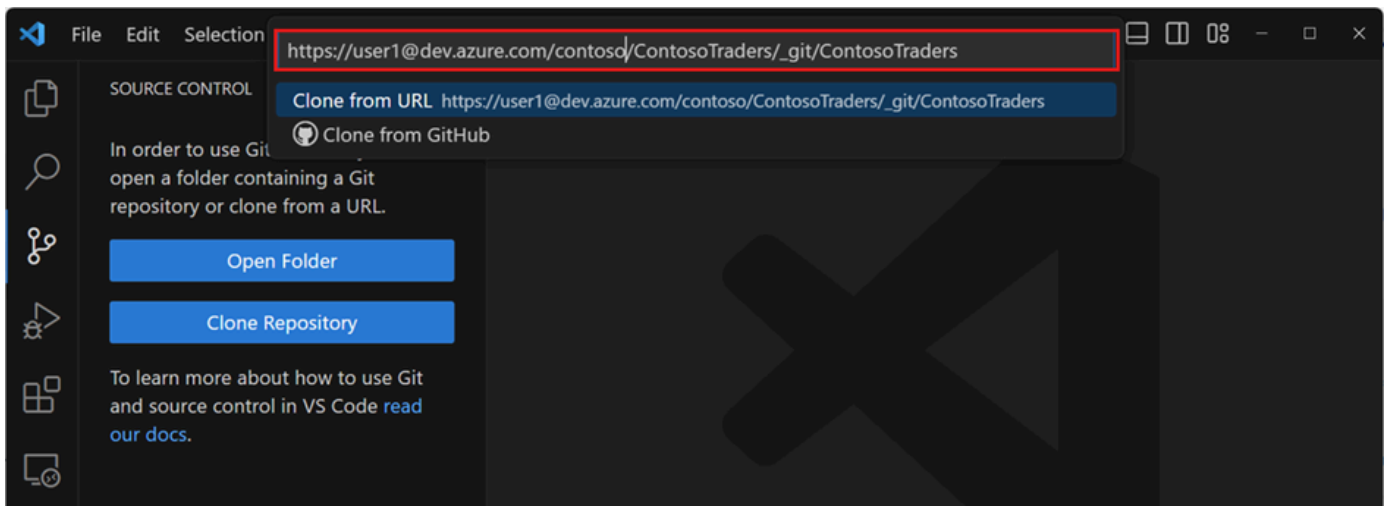 File Edit Selection
https://user1@dev.azure.com/contoso/ContosoTraders/_git/ContosoTraders
SOURCE CONTROL
Clone from URL https://user1@dev.azure.com/contoso/ContosoTraders/_git/ContosoTraders
Clone from GitHub
In order to use Git
open a folder containing a Git
repository or clone from a URL.
Open Folder
Clone Repository
To learn more about how to use Git
and source control in VS Code read
our docs.